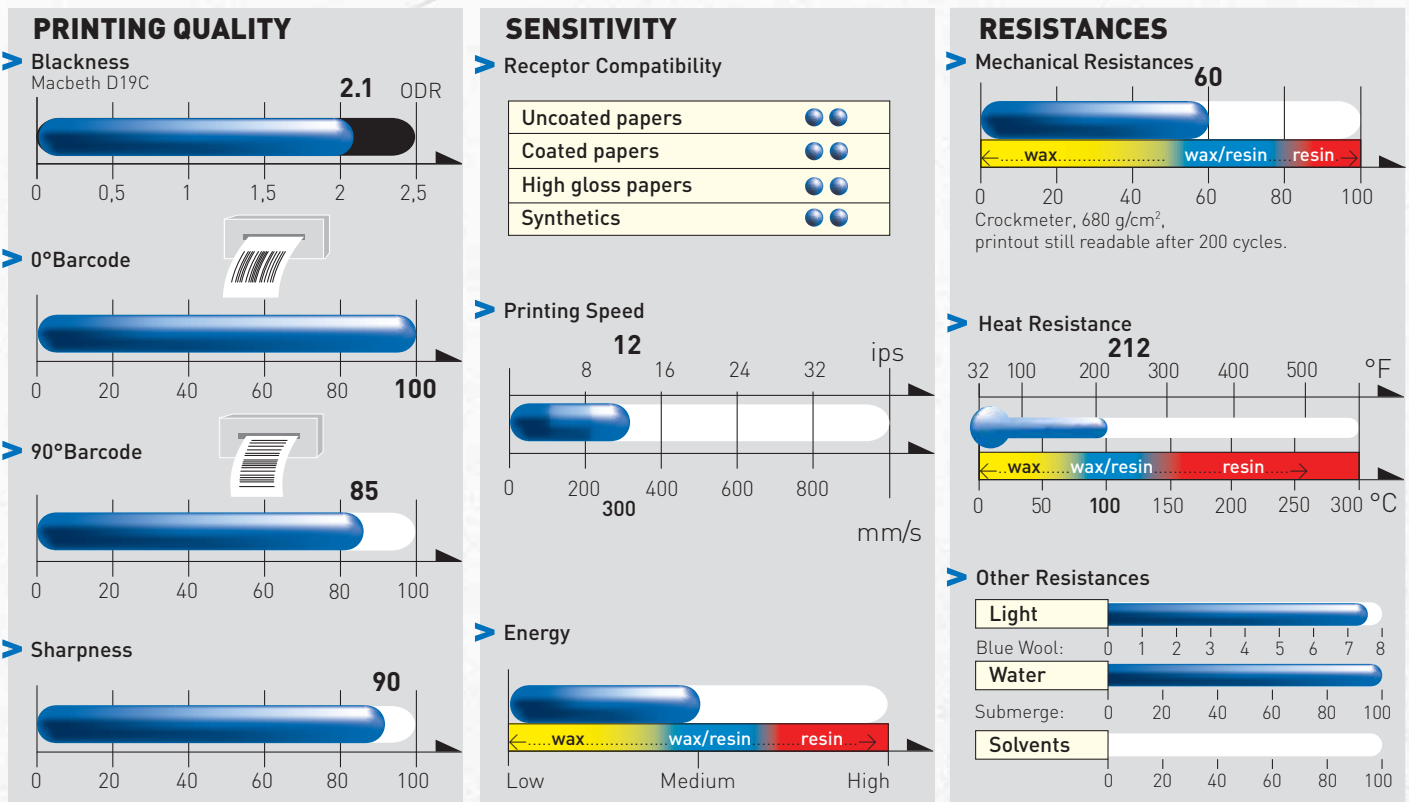 PRINTING QUALITY
> Blackness
Macbeth D19C
2.1 ODR
0 0,5 1 1,5 2 2,5
> 0°Barcode
0 20 40 60 80 100
> 90°Barcode
85
0 20 40 60 80 100
> Sharpness
90
0 20 40 60 80 100
SENSITIVITY
> Receptor Compatibility
Uncoated papers
Coated papers
High gloss papers
Synthetics
> Printing Speed
12 ips
8 16 24 32
0 200 400 600 800
300
mm/s
> Energy
wax wax/resin resin
Low Medium High
RESISTANCES
> Mechanical Resistances
60
wax wax/resin resin
0 20 40 60 80 100
Crockmeter, 680 g/cm²,
printout still readable after 200 cycles.
> Heat Resistance
212
32 100 200 300 400 500 °F
wax wax/resin resin
0 50 100 150 200 250 300 °C
> Other Resistances
Light
Blue Wool: 0 1 2 3 4 5 6 7 8
Water
Submerge: 0 20 40 60 80 100
Solvents
0 20 40 60 80 100